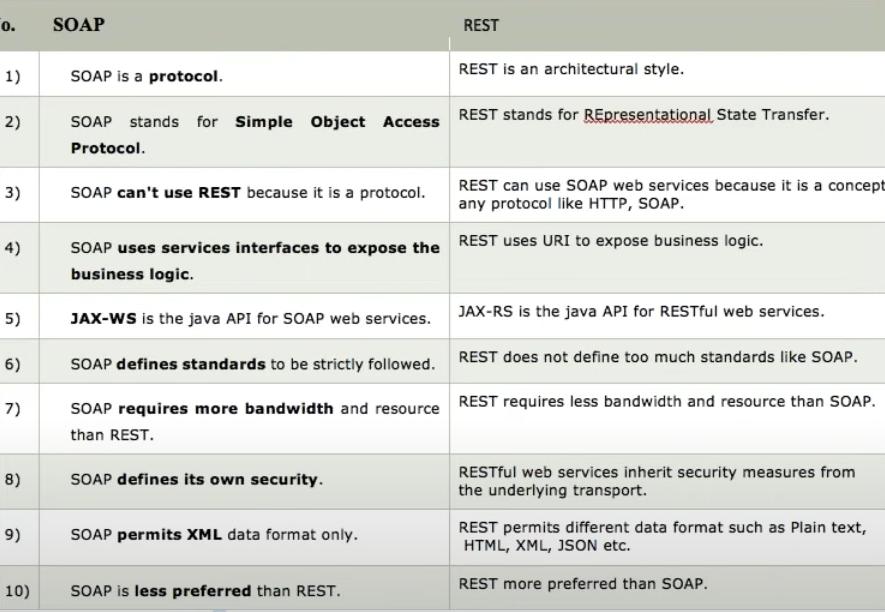 o. SOAP REST
1) SOAP is a protocol. REST is an architectural style.
2) SOAP stands for Simple Object Access REST stands for REpresentational State Transfer.
Protocol.
3) SOAP can't use REST because it is a protocol. REST can use SOAP web services because it is a concept
any protocol like HTTP, SOAP.
4) SOAP uses services interfaces to expose the REST uses URI to expose business logic.
business logic.
5) JAX-WS is the java API for SOAP web services. JAX-RS is the java API for RESTful web services.
6) SOAP defines standards to be strictly followed. REST does not define too much standards like SOAP.
7) SOAP requires more bandwidth and resource REST requires less bandwidth and resource than SOAP.
than REST.
8) SOAP defines its own security. RESTful web services inherit security measures from
the underlying transport.
9) SOAP permits XML data format only. REST permits different data format such as Plain text,
HTML, XML, JSON etc.
10) SOAP is less preferred than REST. REST more preferred than SOAP.